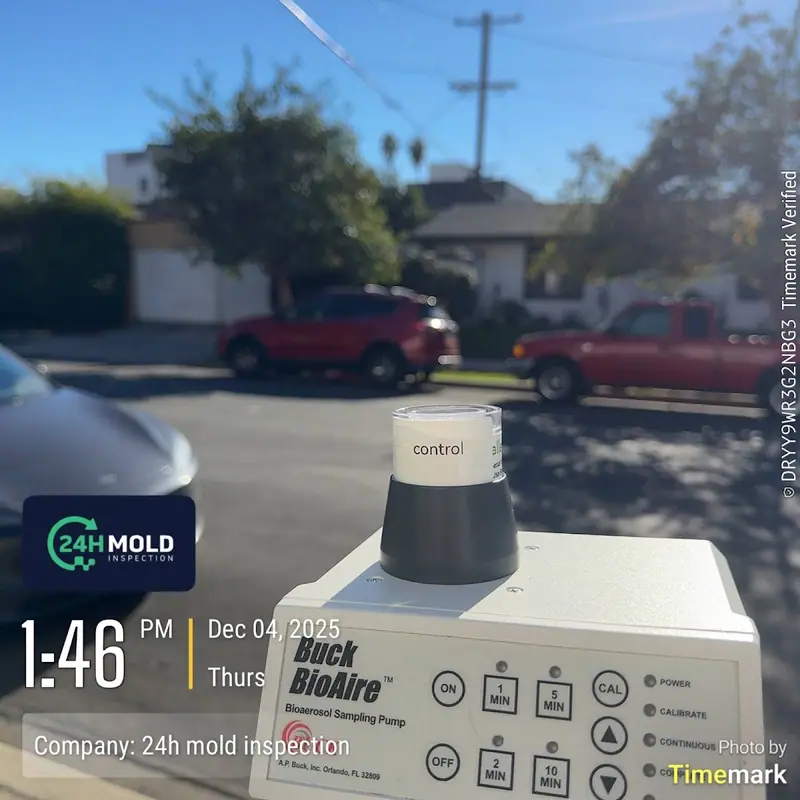 control
24H MOLD
INSPECTION
1:46 PM
Dec 04, 2025
Thurs
Company: 24h mold inspection
Buck
BioAire™
Bioaerosol Sampling Pump
A.P. Buck, Inc. Orlando, FL 32809
ON
1 MIN
5 MIN
CAL
OFF
2 MIN
10 MIN
POWER
CALIBRATE
CONTINUOUS
Photo by
Timemark
© DRYY9WR3G2NBG3 Timemark Verified